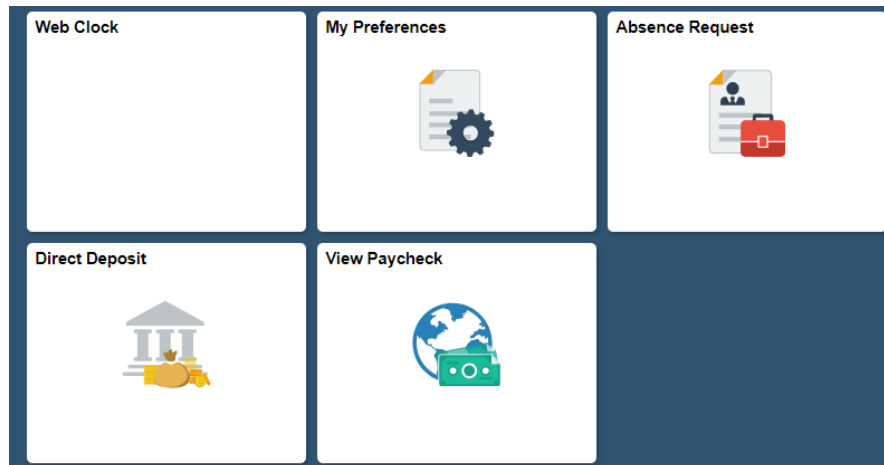 Web Clock
My Preferences
Absence Request
Direct Deposit
View Paycheck